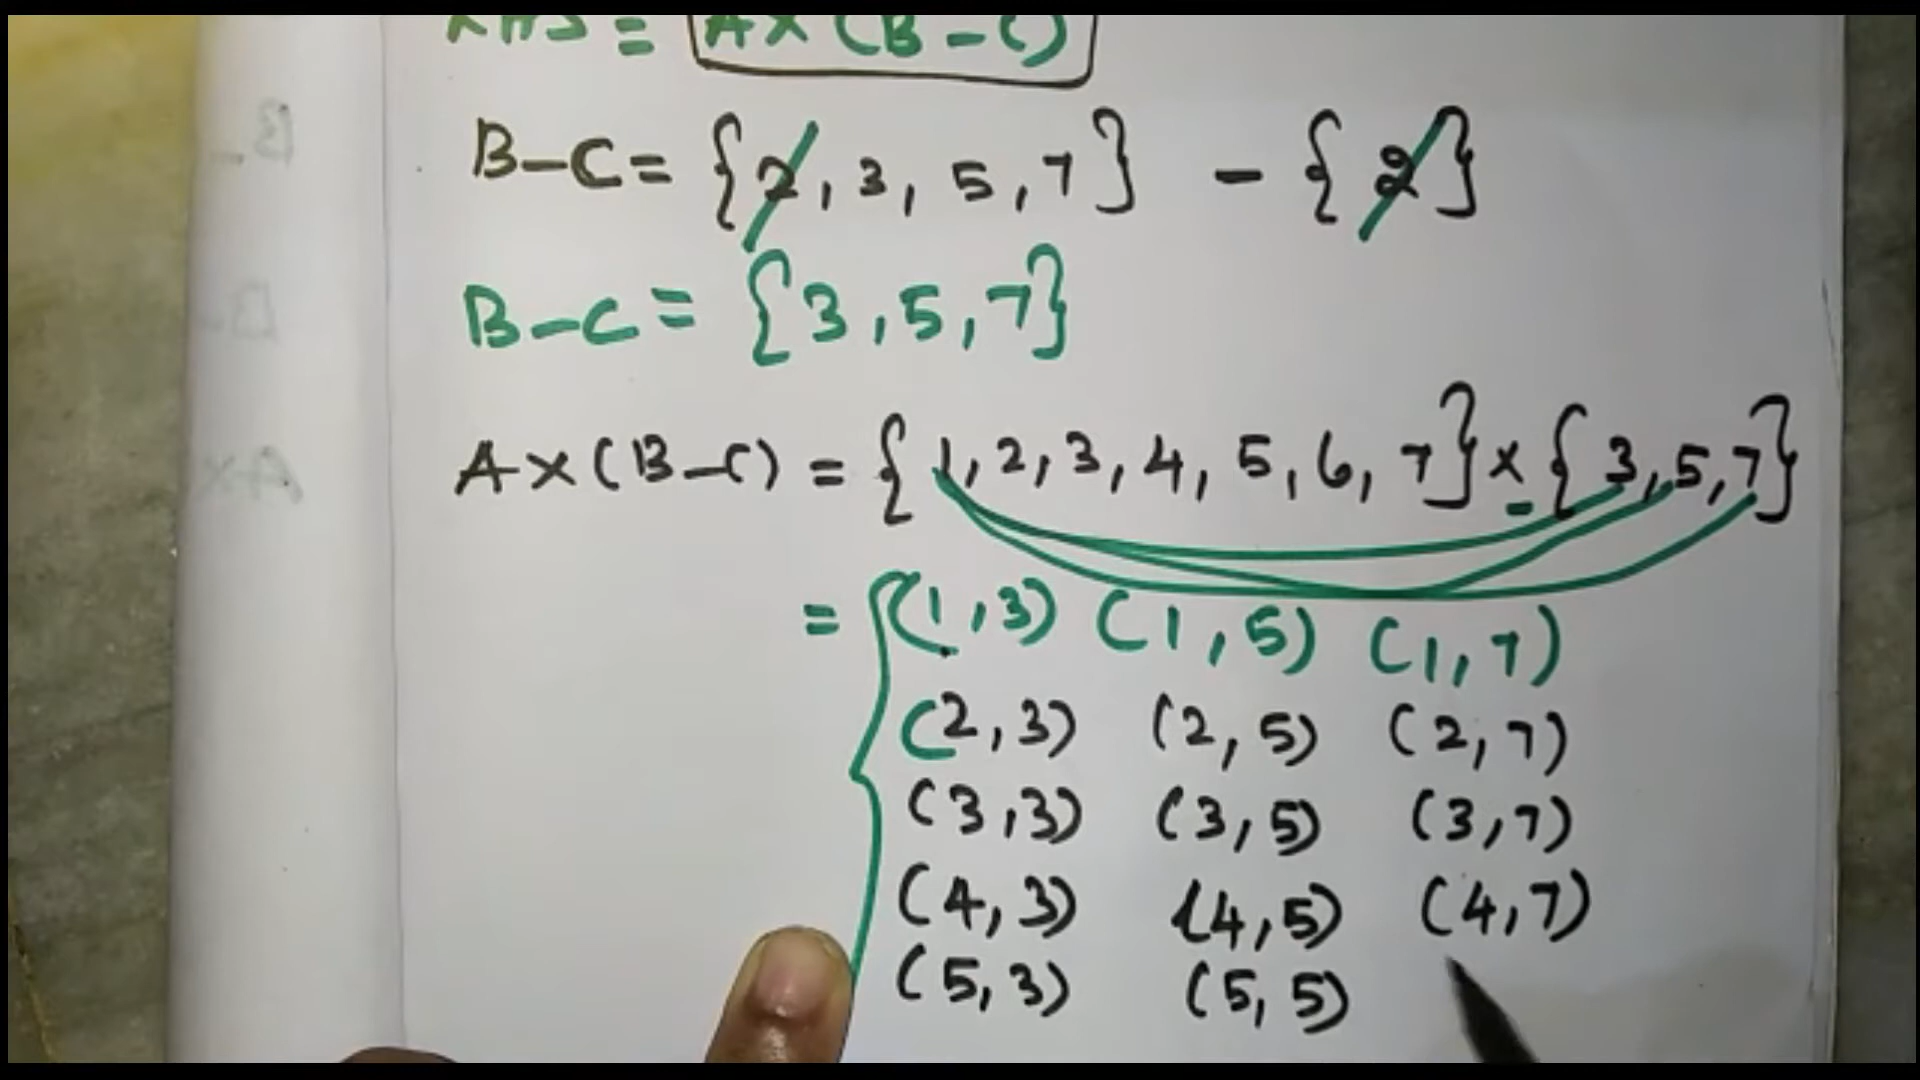 RHS = A×(B-C)
B-C = {2, 3, 5, 7} - {2}
B-C = {3, 5, 7}
A×(B-C) = {1, 2, 3, 4, 5, 6, 7} × {3, 5, 7}
= {(1,3) (1,5) (1,7)
(2,3) (2,5) (2,7)
(3,3) (3,5) (3,7)
(4,3) (4,5) (4,7)
(5,3) (5,5)